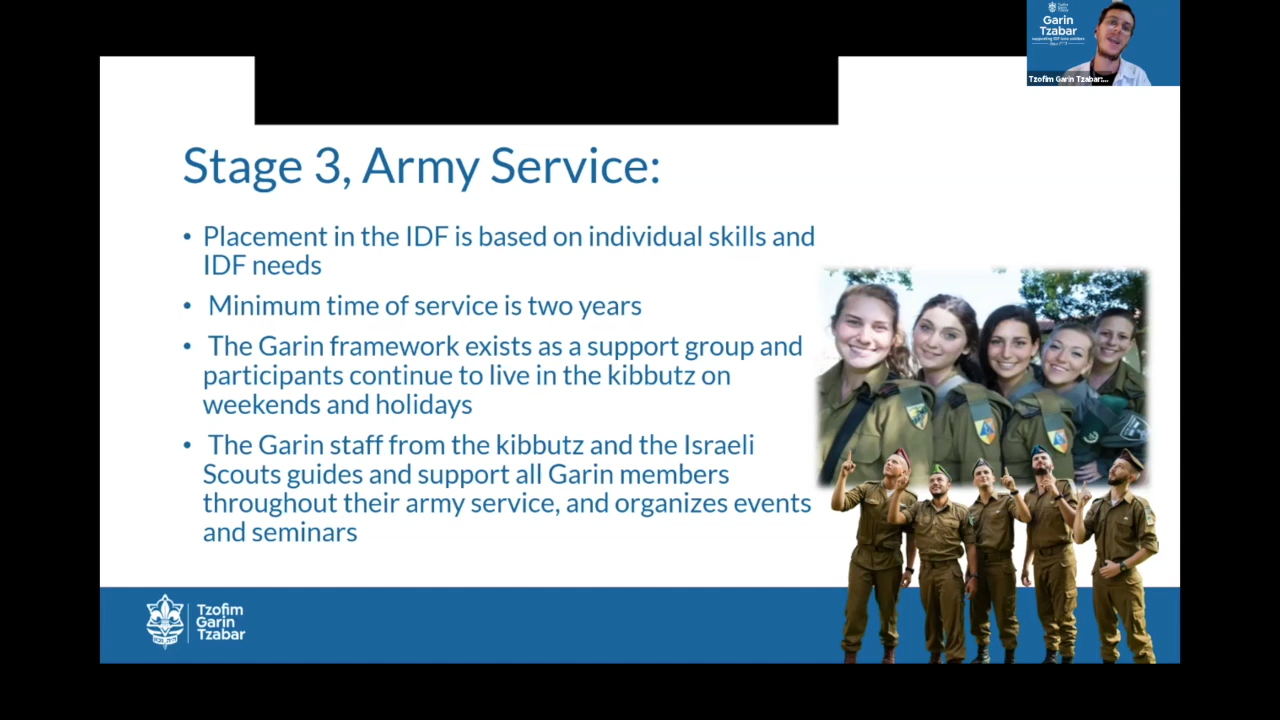 Garin
Tzabar
Tzofim Garin Tzabar:...
Stage 3, Army Service:
• Placement in the IDF is based on individual skills and
IDF needs
• Minimum time of service is two years
• The Garin framework exists as a support group and
participants continue to live in the kibbutz on
weekends and holidays
• The Garin staff from the kibbutz and the Israeli
Scouts guides and support all Garin members
throughout their army service, and organizes events
and seminars
Tzofim
Garin
Tzabar